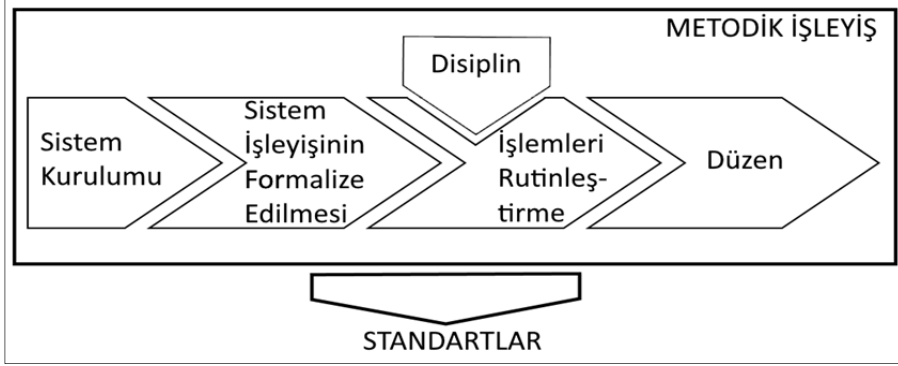 METODİK İŞLEYİŞ
Disiplin
Sistem
Kurulumu
Sistem
İşleyişinin
Formalize
Edilmesi
İşlemleri
Rutinleş-
tirme
Düzen
STANDARTLAR